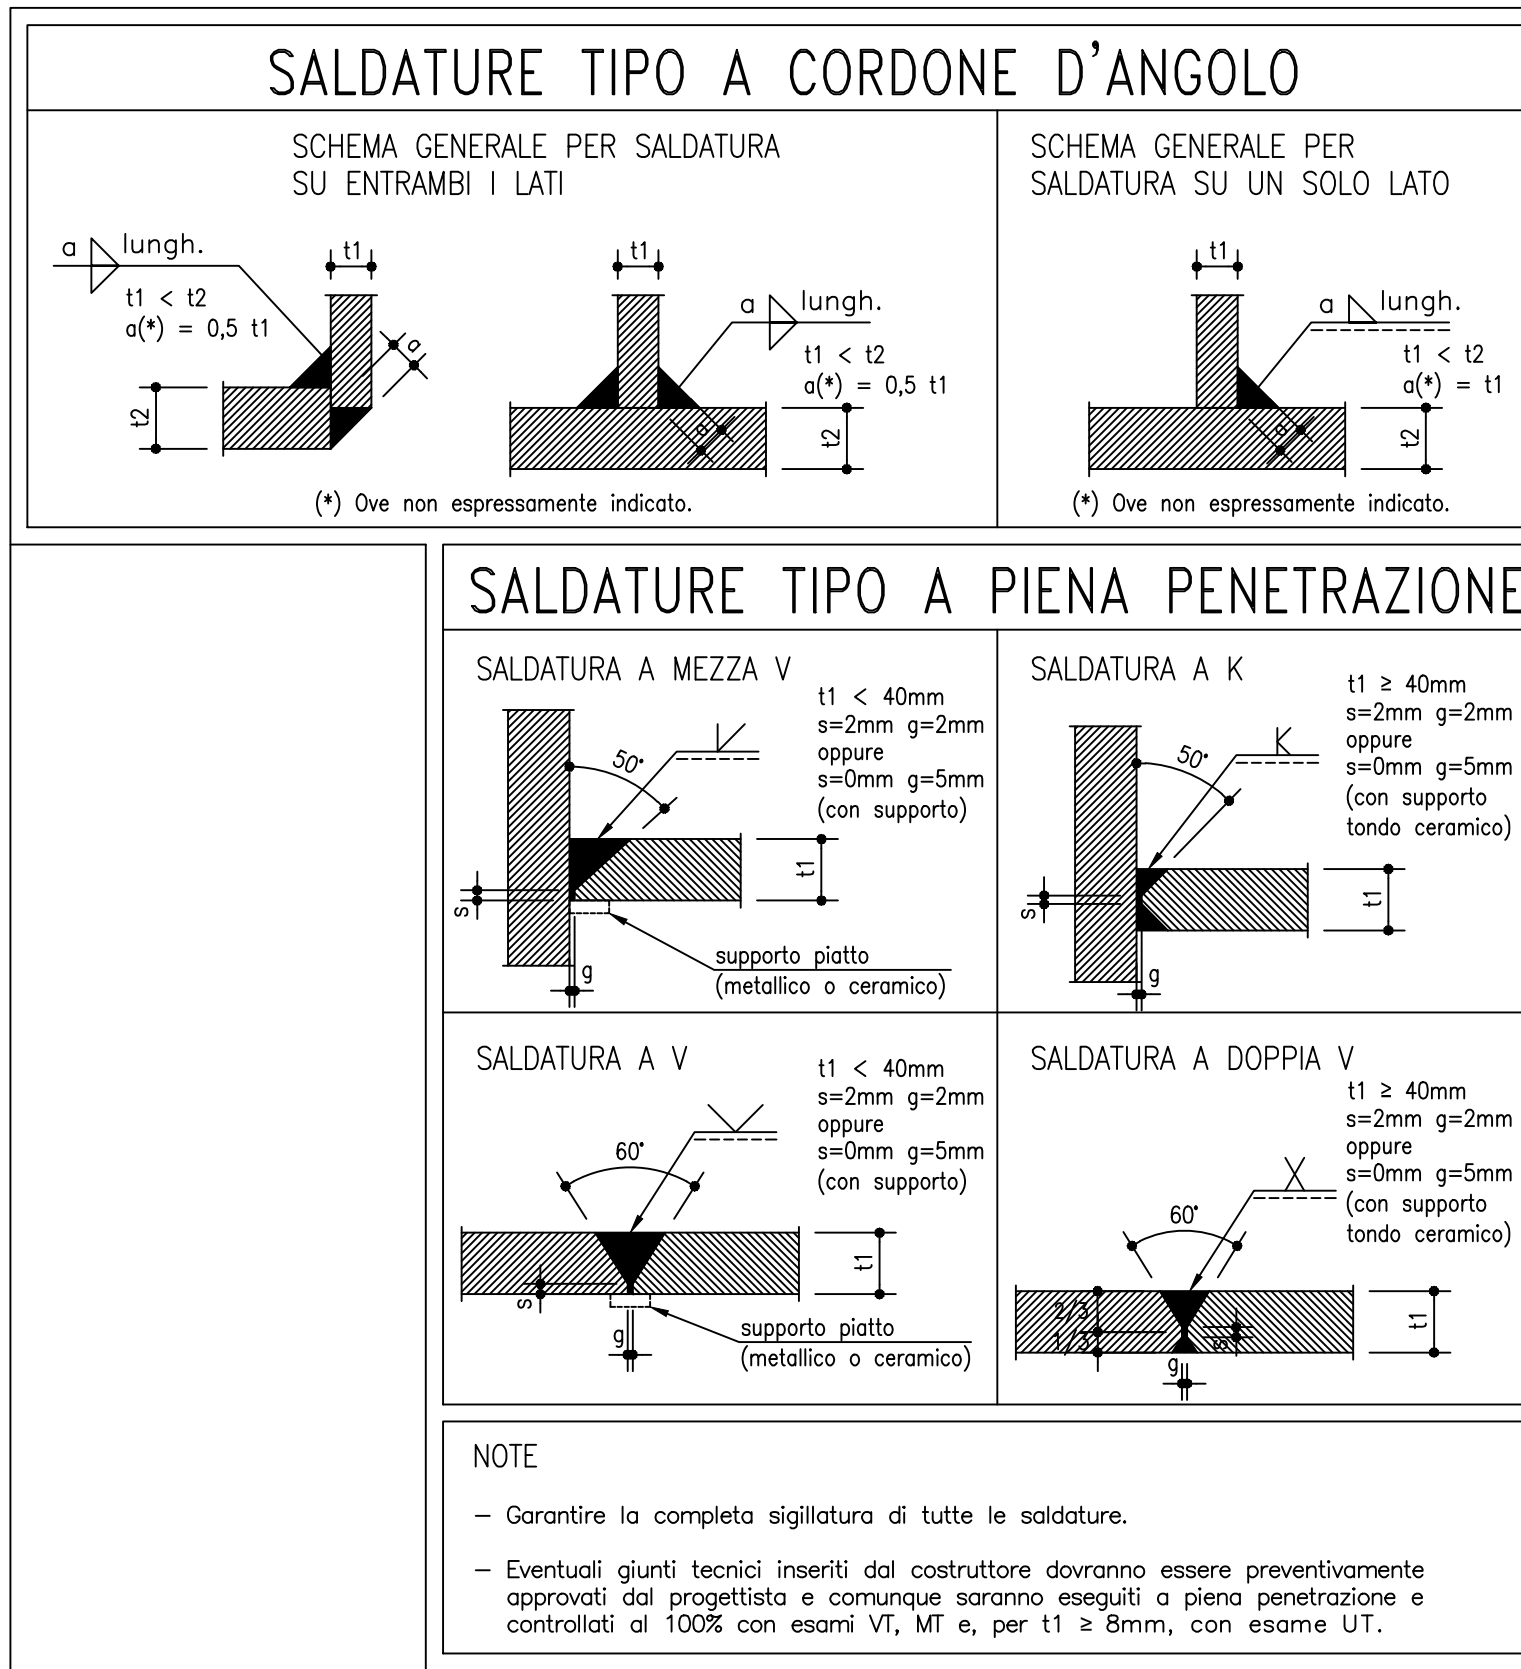 SALDATURE TIPO A CORDONE D'ANGOLO
SCHEMA GENERALE PER SALDATURA
SU ENTRAMBI I LATI
a lungh.
t1 < t2
a(*) = 0,5 t1
t1
a
t2
t1
a lungh.
t1 < t2
a(*) = 0,5 t1
a
t2
(*) Ove non espressamente indicato.
SCHEMA GENERALE PER
SALDATURA SU UN SOLO LATO
t1
a lungh.
t1 < t2
a(*) = t1
a
t2
(*) Ove non espressamente indicato.
SALDATURE TIPO A PIENA PENETRAZIONE
SALDATURA A MEZZA V
t1 < 40mm
s=2mm g=2mm
oppure
s=0mm g=5mm
(con supporto)
50°
t1
s
g
supporto piatto
(metallico o ceramico)
SALDATURA A K
t1 ≥ 40mm
s=2mm g=2mm
oppure
s=0mm g=5mm
(con supporto
tondo ceramico)
50°
t1
s
g
SALDATURA A V
t1 < 40mm
s=2mm g=2mm
oppure
s=0mm g=5mm
(con supporto)
60°
t1
s
g
supporto piatto
(metallico o ceramico)
SALDATURA A DOPPIA V
t1 ≥ 40mm
s=2mm g=2mm
oppure
s=0mm g=5mm
(con supporto
tondo ceramico)
60°
2/3
1/3
s
t1
g
NOTE
– Garantire la completa sigillatura di tutte le saldature.
– Eventuali giunti tecnici inseriti dal costruttore dovranno essere preventivamente
approvati dal progettista e comunque saranno eseguiti a piena penetrazione e
controllati al 100% con esami VT, MT e, per t1 ≥ 8mm, con esame UT.